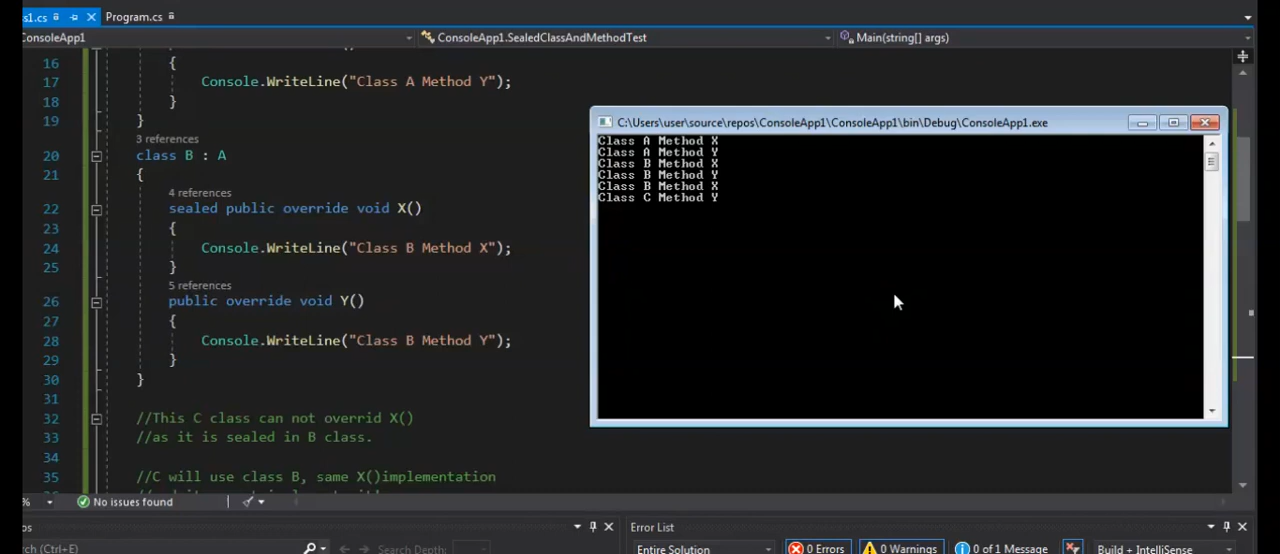 s1.cs
Program.cs
ConsoleApp1
ConsoleApp1.SealedClassAndMethodTest
Main(string[] args)
16 {
17 Console.WriteLine("Class A Method Y");
18 }
19 }
3 references
20 class B : A
21 {
4 references
22 sealed public override void X()
23 {
24 Console.WriteLine("Class B Method X");
25 }
5 references
26 public override void Y()
27 {
28 Console.WriteLine("Class B Method Y");
29 }
30 }
31
32 //This C class can not overrid X()
33 //as it is sealed in B class.
34
35 //C will use class B, same X()implementation
% No issues found
C:\Users\user\source\repos\ConsoleApp1\ConsoleApp1\bin\Debug\ConsoleApp1.exe
Class A Method X
Class A Method Y
Class B Method X
Class B Method Y
Class B Method X
Class C Method Y
os
rch (Ctrl+E)
Search Depth:
Error List
Entire Solution
0 Errors
0 Warnings
0 of 1 Message
Build + IntelliSense